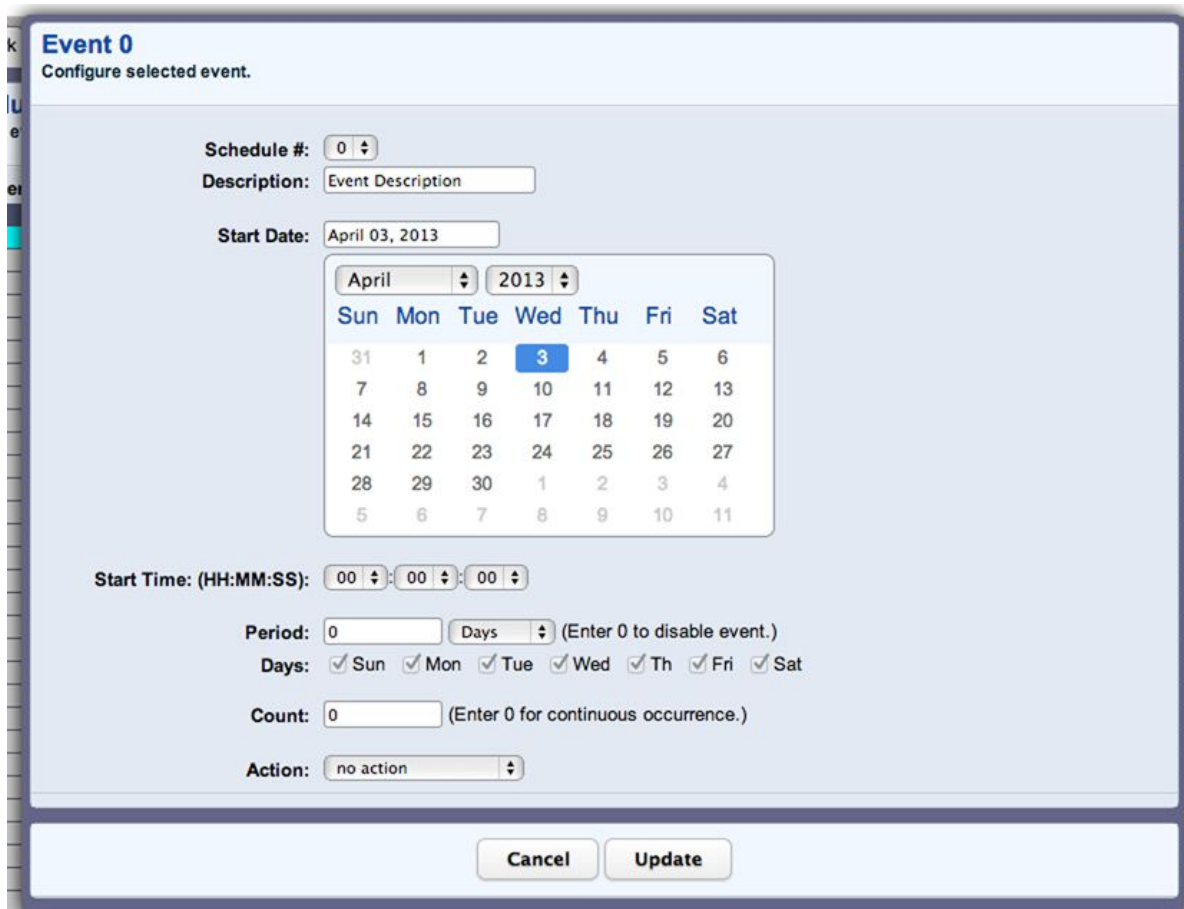 k
Event 0
Configure selected event.
lu
e
er
Schedule #: 0
Description: Event Description
Start Date: April 03, 2013
April 2013
Sun Mon Tue Wed Thu Fri Sat
31 1 2 3 4 5 6
7 8 9 10 11 12 13
14 15 16 17 18 19 20
21 22 23 24 25 26 27
28 29 30 1 2 3 4
5 6 7 8 9 10 11
Start Time: (HH:MM:SS): 00 : 00 : 00
Period: 0 Days (Enter 0 to disable event.)
Days: Sun Mon Tue Wed Th Fri Sat
Count: 0 (Enter 0 for continuous occurrence.)
Action: no action
Cancel Update